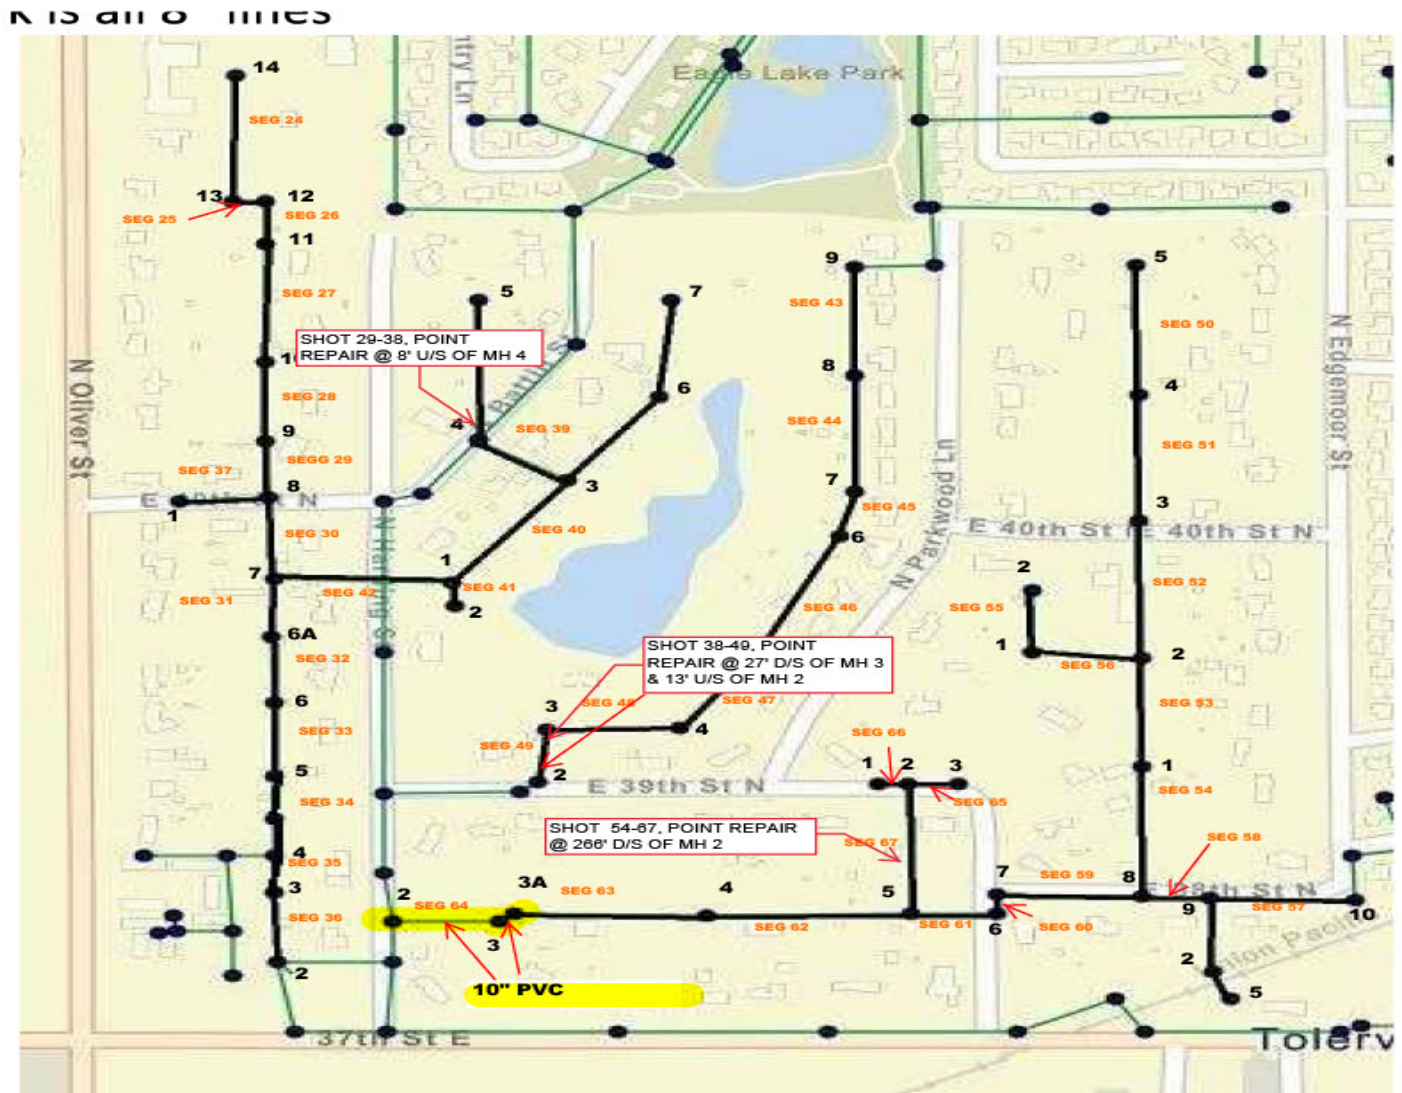 14
SEG 24
ntry Ln
Eagle Lake Park
13
12
SEG 25
SEG 26
11
SEG 27
5
7
9
SEG 43
5
SHOT 29-38, POINT
REPAIR @ 8' U/S OF MH 4
SEG 50
N Oliver St
N Edgemor St
SEG 28
6
8
4
4
SEG 39
SEG 44
SEG 51
9
SEGG 29
SEG 37
8
3
7
SEG 45
3
1
SEG 30
SEG 40
6
N Parkwood Ln
E 40th St N
E 40th St N
7
1
SEG 42
SEG 41
2
SEG 52
SEG 31
2
SEG 46
SEG 55
6A
SEG 32
SHOT 38-49, POINT
REPAIR @ 27' D/S OF MH 3
& 13' U/S OF MH 2
1
SEG 56
2
6
3
SEG 48
SEG 47
SEG 53
SEG 33
SEG 49
4
SEG 66
5
2
E 39th St N
1 2 3
1
SEG 34
SEG 65
SEG 54
SHOT 54-67, POINT REPAIR
@ 266' D/S OF MH 2
SEG 67
SEG 58
4
SEG 35
3
2
3A
SEG 63
4
5
7
SEG 59
8
38th St N
SEG 64
SEG 36
3
SEG 62
SEG 61
6
SEG 60
9
SEG 57
10
2
2
5
10" PVC
37th St E